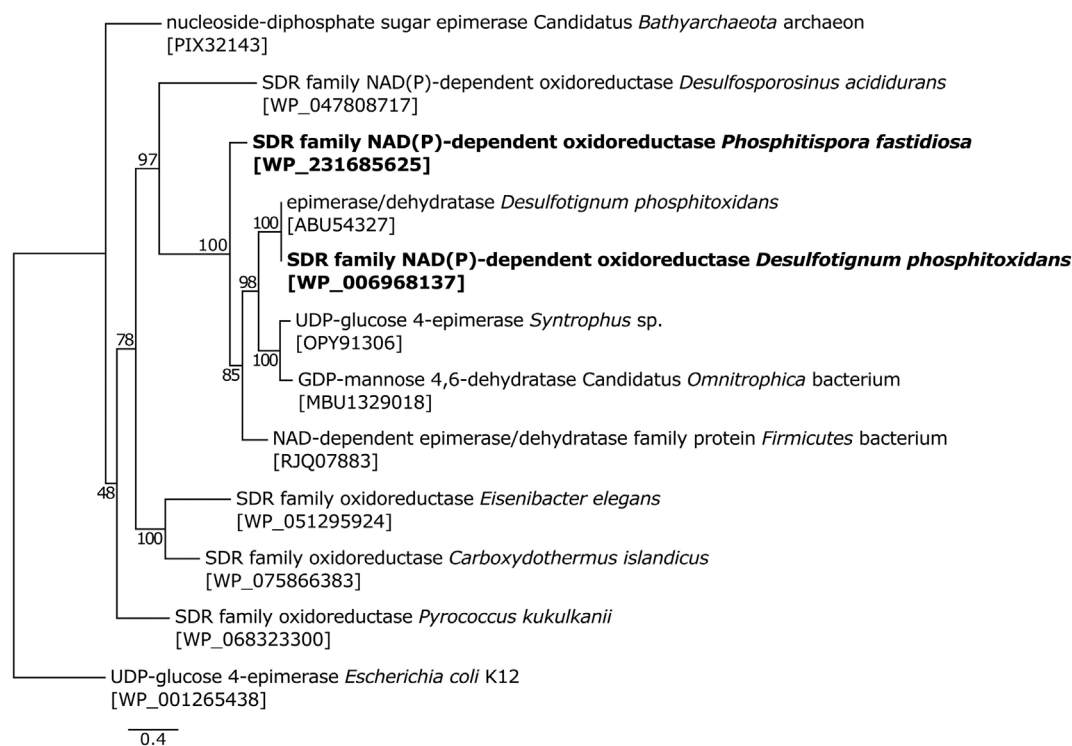 nucleoside-diphosphate sugar epimerase Candidatus Bathyarchaeota archaeon
[PIX32143]
SDR family NAD(P)-dependent oxidoreductase Desulfosporosinus acididurans
[WP_047808717]
97
SDR family NAD(P)-dependent oxidoreductase Phosphitispora fastidiosa
[WP_231685625]
epimerase/dehydratase Desulfotignum phosphitoxidans
100
[ABU54327]
100
SDR family NAD(P)-dependent oxidoreductase Desulfotignum phosphitoxidans
[WP_006968137]
98
UDP-glucose 4-epimerase Syntrophus sp.
[OPY91306]
78
100
85
GDP-mannose 4,6-dehydratase Candidatus Omnitrophica bacterium
[MBU1329018]
NAD-dependent epimerase/dehydratase family protein Firmicutes bacterium
[RJQ07883]
48
SDR family oxidoreductase Eisenibacter elegans
[WP_051295924]
100
SDR family oxidoreductase Carboxydothermus islandicus
[WP_075866383]
SDR family oxidoreductase Pyrococcus kukulkanii
[WP_068323300]
UDP-glucose 4-epimerase Escherichia coli K12
[WP_001265438]
0.4